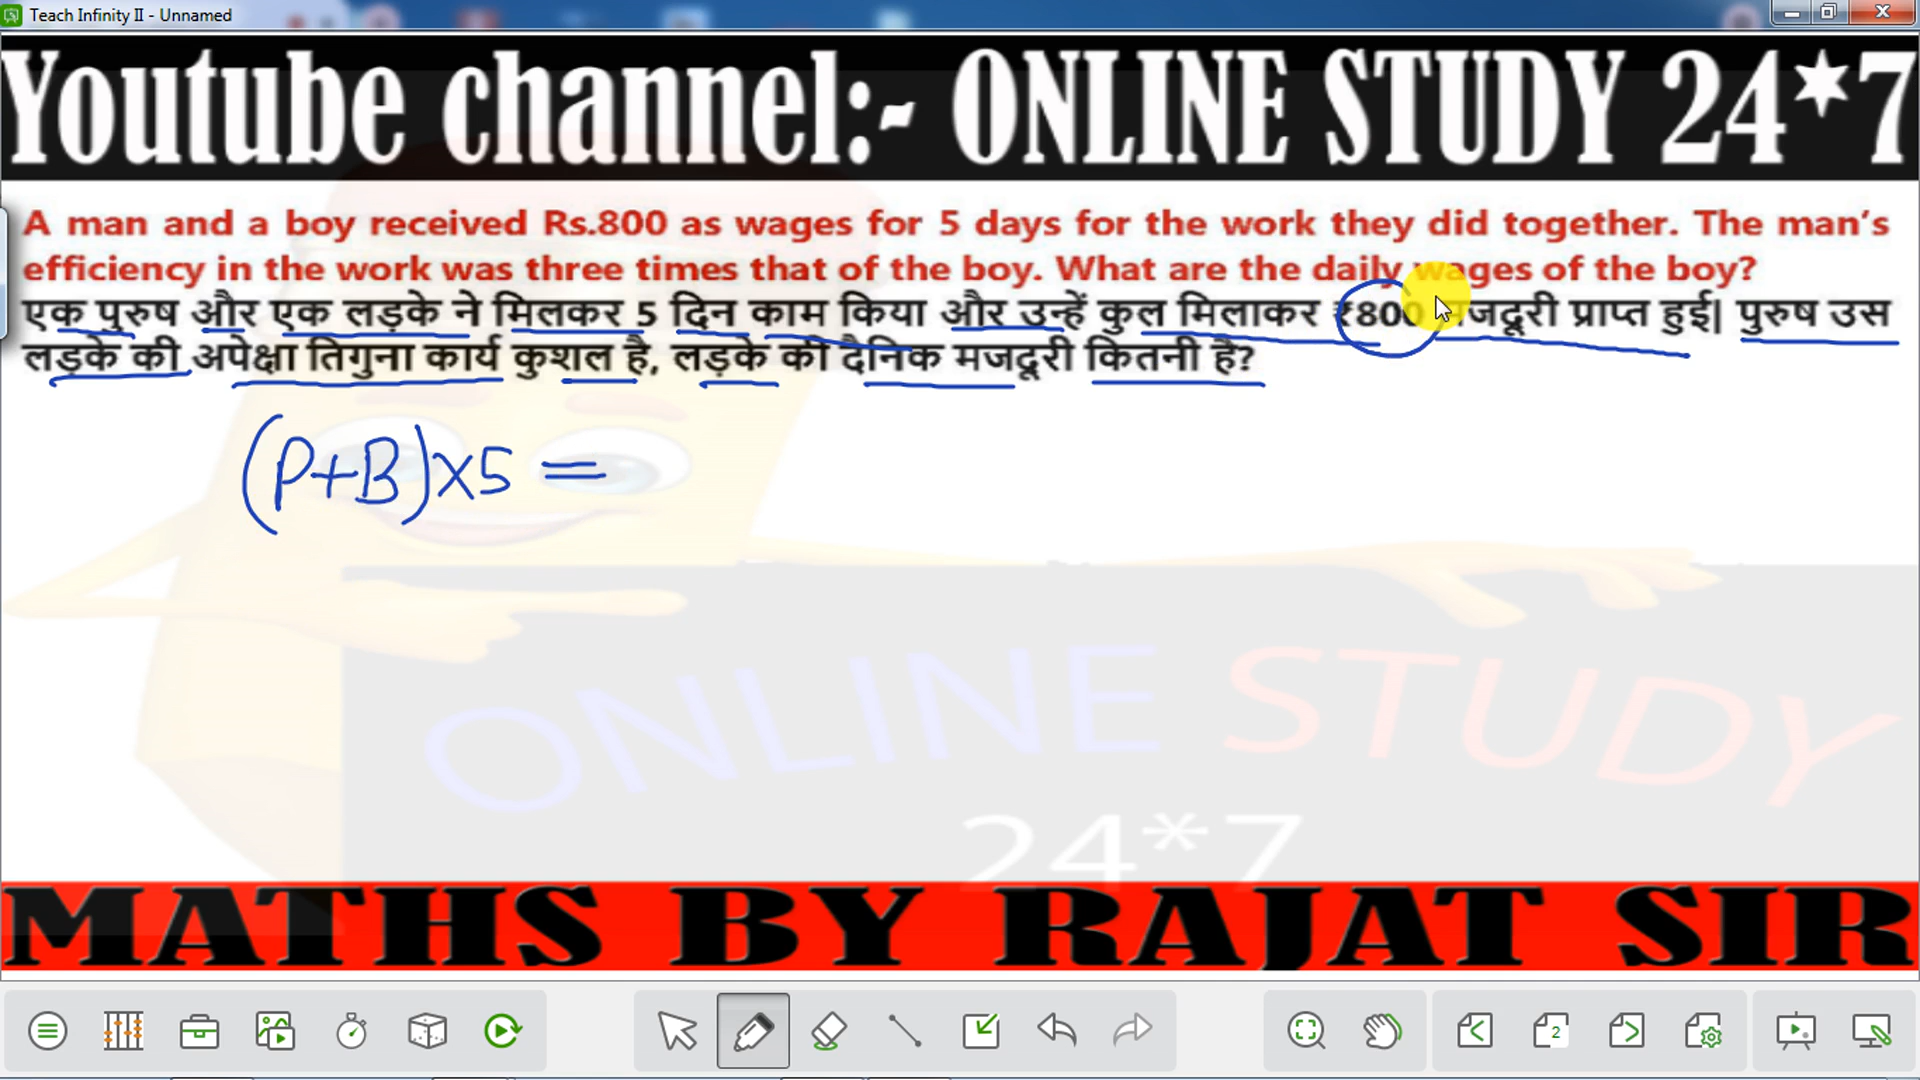 Teach Infinity II - Unnamed
Youtube channel:- ONLINE STUDY 24*7
A man and a boy received Rs.800 as wages for 5 days for the work they did together. The man's
efficiency in the work was three times that of the boy. What are the daily wages of the boy?
एक पुरुष और एक लड़के ने मिलकर 5 दिन काम किया और उन्हें कुल मिलाकर ₹800 मजदूरी प्राप्त हुई| पुरुष उस
लड़के की अपेक्षा तिगुना कार्य कुशल है, लड़के की दैनिक मजदूरी कितनी है?
(P+B)×5 =
ONLINE STUDY
24*7
MATHS BY RAJAT SIR
2